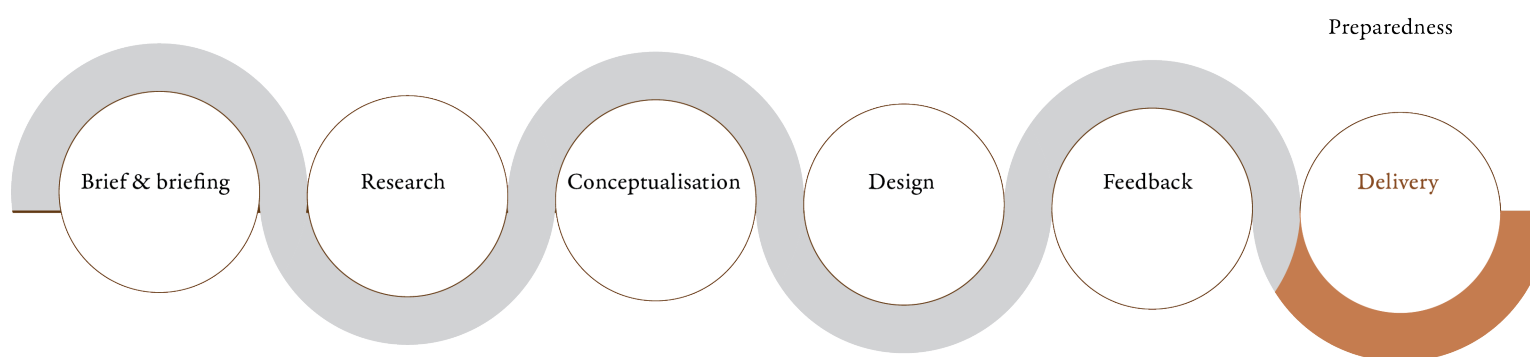 Preparedness
Brief & briefing
Research
Conceptualisation
Design
Feedback
Delivery